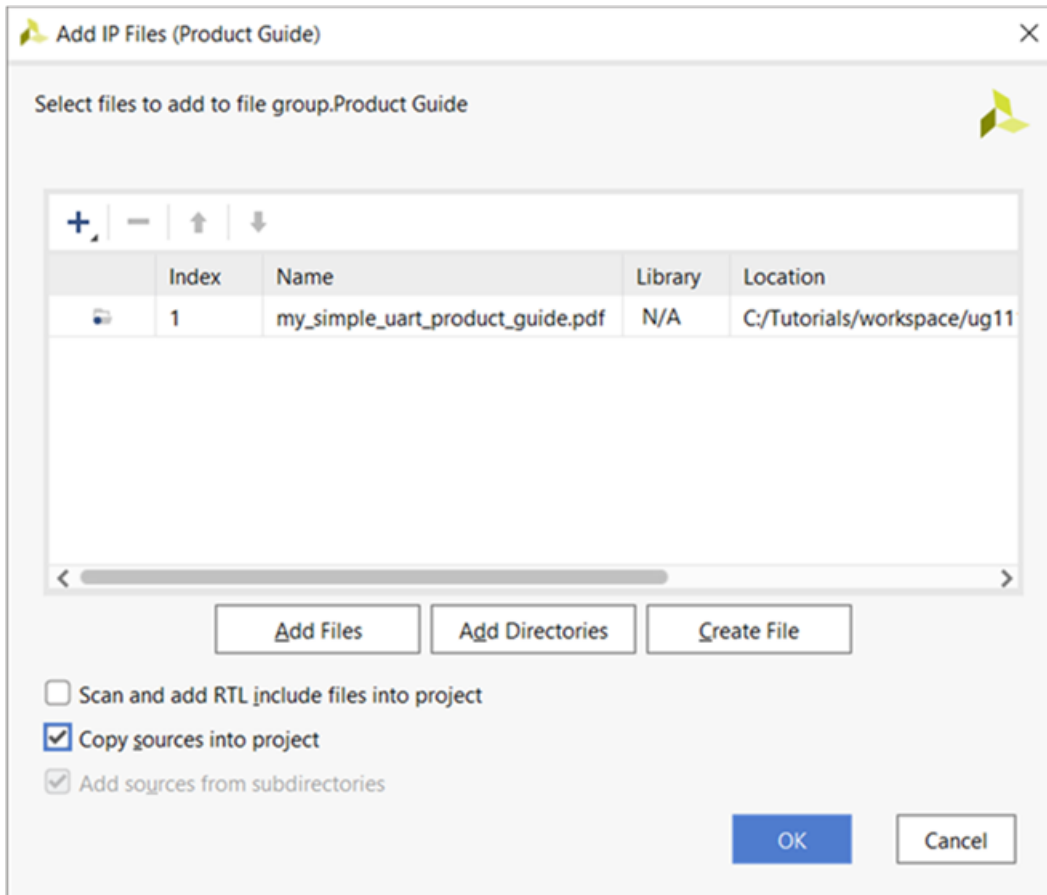 Add IP Files (Product Guide)
Select files to add to file group.Product Guide
Index Name Library Location
1 my_simple_uart_product_guide.pdf N/A C:/Tutorials/workspace/ug11
Add Files Add Directories Create File
Scan and add RTL include files into project
Copy sources into project
Add sources from subdirectories
OK Cancel